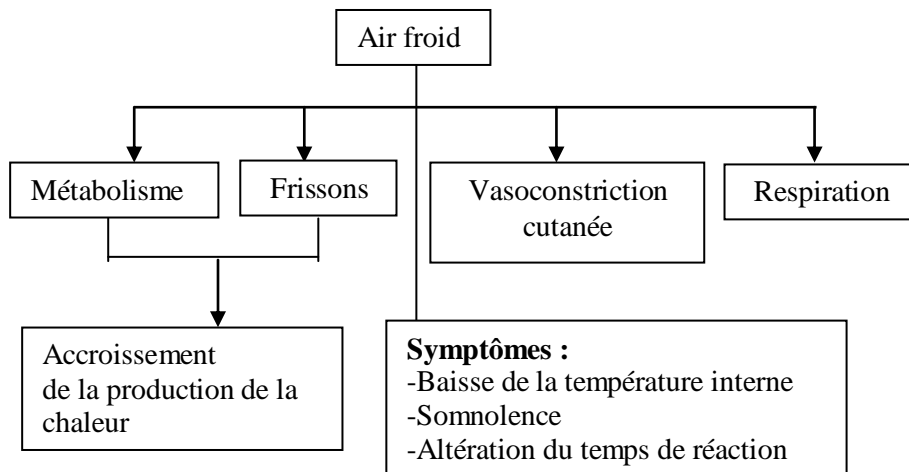 Air froid
Métabolisme
Frissons
Vasoconstriction
cutanée
Respiration
Accroissement
de la production de la
chaleur
Symptômes :
-Baisse de la température interne
-Somnolence
-Altération du temps de réaction